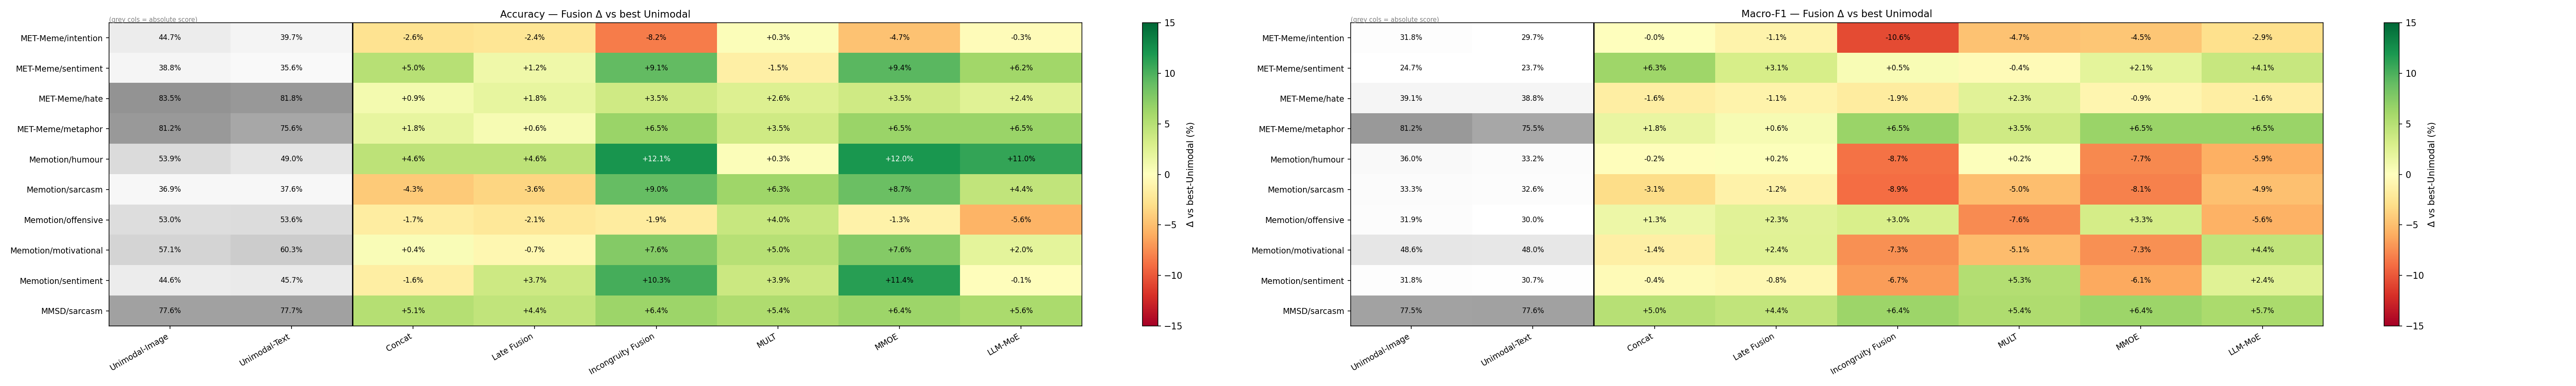 Accuracy — Fusion Δ vs best Unimodal
(grey cols = absolute score)
MET-Meme/intention 44.7% 39.7% -2.6% -2.4% -8.2% +0.3% -4.7% -0.3%
MET-Meme/sentiment 38.8% 35.6% +5.0% +1.2% +9.1% -1.5% +9.4% +6.2%
MET-Meme/hate 83.5% 81.8% +0.9% +1.8% +3.5% +2.6% +3.5% +2.4%
MET-Meme/metaphor 81.2% 75.6% +1.8% +0.6% +6.5% +3.5% +6.5% +6.5%
Memotion/humour 53.9% 49.0% +4.6% +4.6% +12.1% +0.3% +12.0% +11.0%
Memotion/sarcasm 36.9% 37.6% -4.3% -3.6% +9.0% +6.3% +8.7% +4.4%
Memotion/offensive 53.0% 53.6% -1.7% -2.1% -1.9% +4.0% -1.3% -5.6%
Memotion/motivational 57.1% 60.3% +0.4% -0.7% +7.6% +5.0% +7.6% +2.0%
Memotion/sentiment 44.6% 45.7% -1.6% +3.7% +10.3% +3.9% +11.4% -0.1%
MMSD/sarcasm 77.6% 77.7% +5.1% +4.4% +6.4% +5.4% +6.4% +5.6%
Unimodal-Image Unimodal-Text Concat Late Fusion Incongruity Fusion MULT MMOE LLM-MoE
15
10
5
0
−5
−10
−15
Δ vs best-Unimodal (%)
Macro-F1 — Fusion Δ vs best Unimodal
(grey cols = absolute score)
MET-Meme/intention 31.8% 29.7% -0.0% -1.1% -10.6% -4.7% -4.5% -2.9%
MET-Meme/sentiment 24.7% 23.7% +6.3% +3.1% +0.5% -0.4% +2.1% +4.1%
MET-Meme/hate 39.1% 38.8% -1.6% -1.1% -1.9% +2.3% -0.9% -1.6%
MET-Meme/metaphor 81.2% 75.5% +1.8% +0.6% +6.5% +3.5% +6.5% +6.5%
Memotion/humour 36.0% 33.2% -0.2% +0.2% -8.7% +0.2% -7.7% -5.9%
Memotion/sarcasm 33.3% 32.6% -3.1% -1.2% -8.9% -5.0% -8.1% -4.9%
Memotion/offensive 31.9% 30.0% +1.3% +2.3% +3.0% -7.6% +3.3% -5.6%
Memotion/motivational 48.6% 48.0% -1.4% +2.4% -7.3% -5.1% -7.3% +4.4%
Memotion/sentiment 31.8% 30.7% -0.4% -0.8% -6.7% +5.3% -6.1% +2.4%
MMSD/sarcasm 77.5% 77.6% +5.0% +4.4% +6.4% +5.4% +6.4% +5.7%
Unimodal-Image Unimodal-Text Concat Late Fusion Incongruity Fusion MULT MMOE LLM-MoE
15
10
5
0
−5
−10
−15
Δ vs best-Unimodal (%)